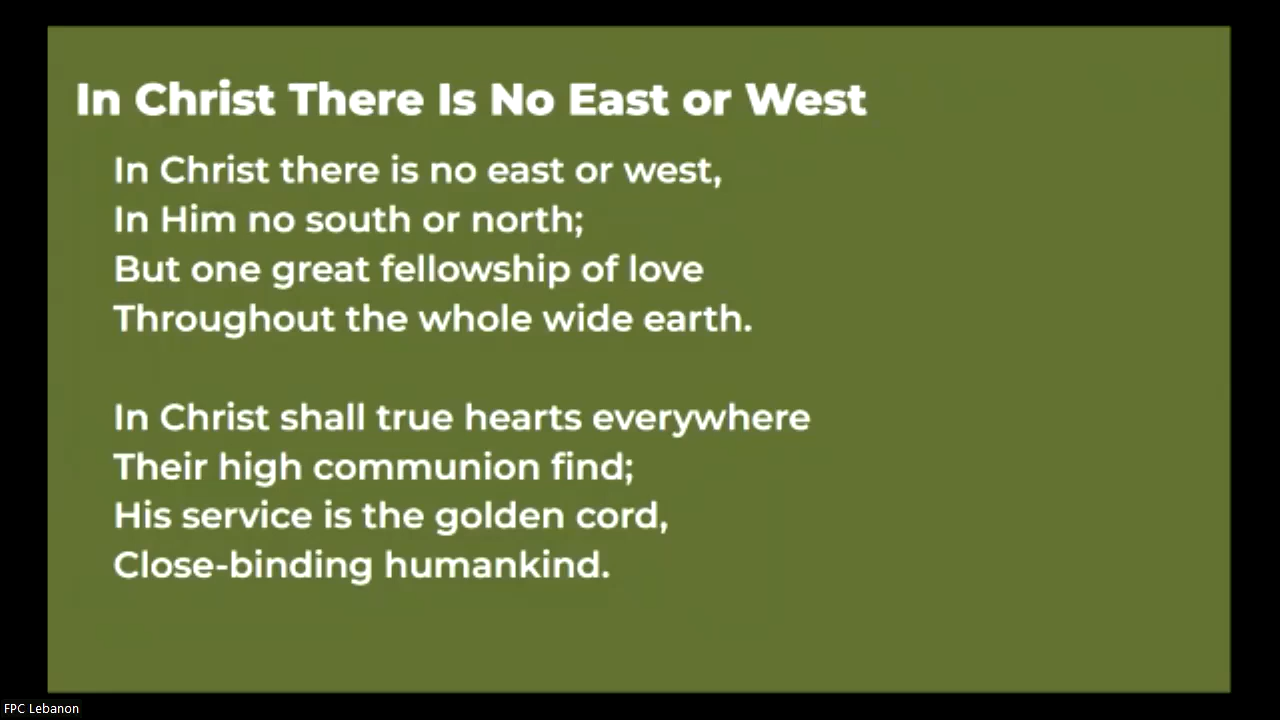 In Christ There Is No East or West
In Christ there is no east or west,
In Him no south or north;
But one great fellowship of love
Throughout the whole wide earth.
In Christ shall true hearts everywhere
Their high communion find;
His service is the golden cord,
Close-binding humankind.
FPC Lebanon